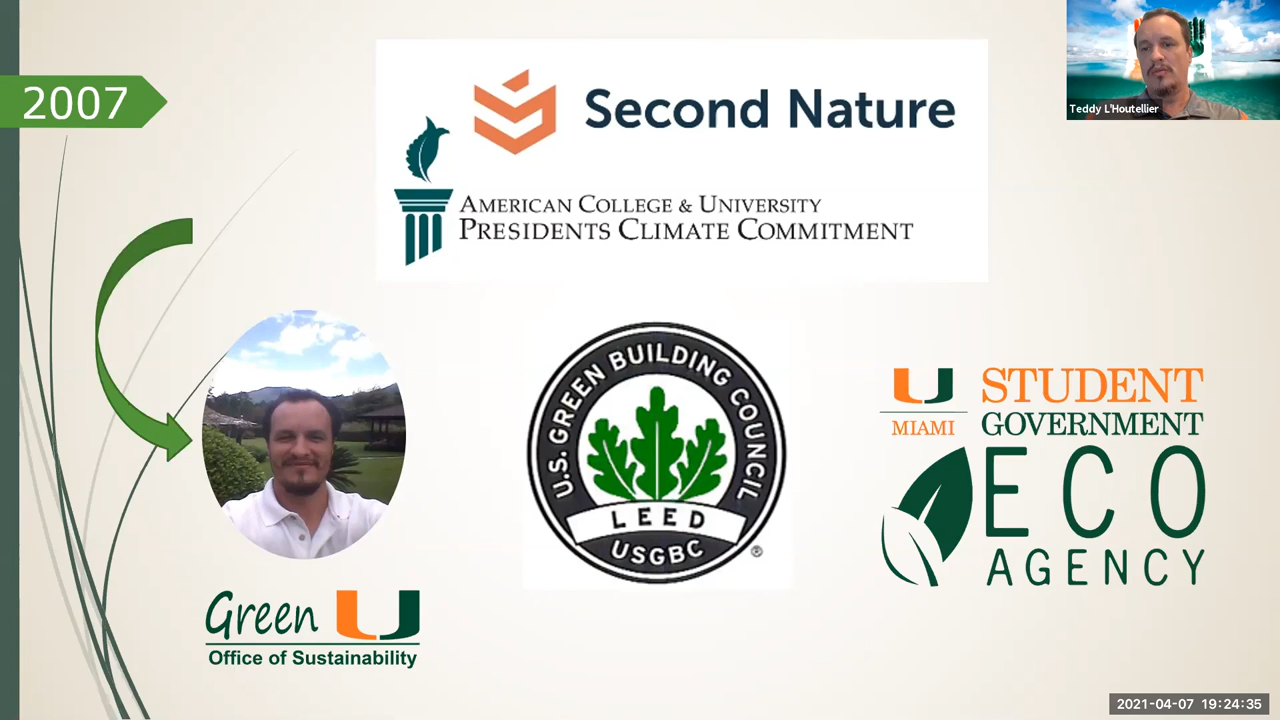 2007
Second Nature
AMERICAN COLLEGE & UNIVERSITY
PRESIDENTS CLIMATE COMMITMENT
Teddy L'Houtellier
Green U
Office of Sustainability
U.S. GREEN BUILDING COUNCIL
LEED
USGBC
®
U
MIAMI
STUDENT
GOVERNMENT
ECO
AGENCY
2021-04-07 19:24:35